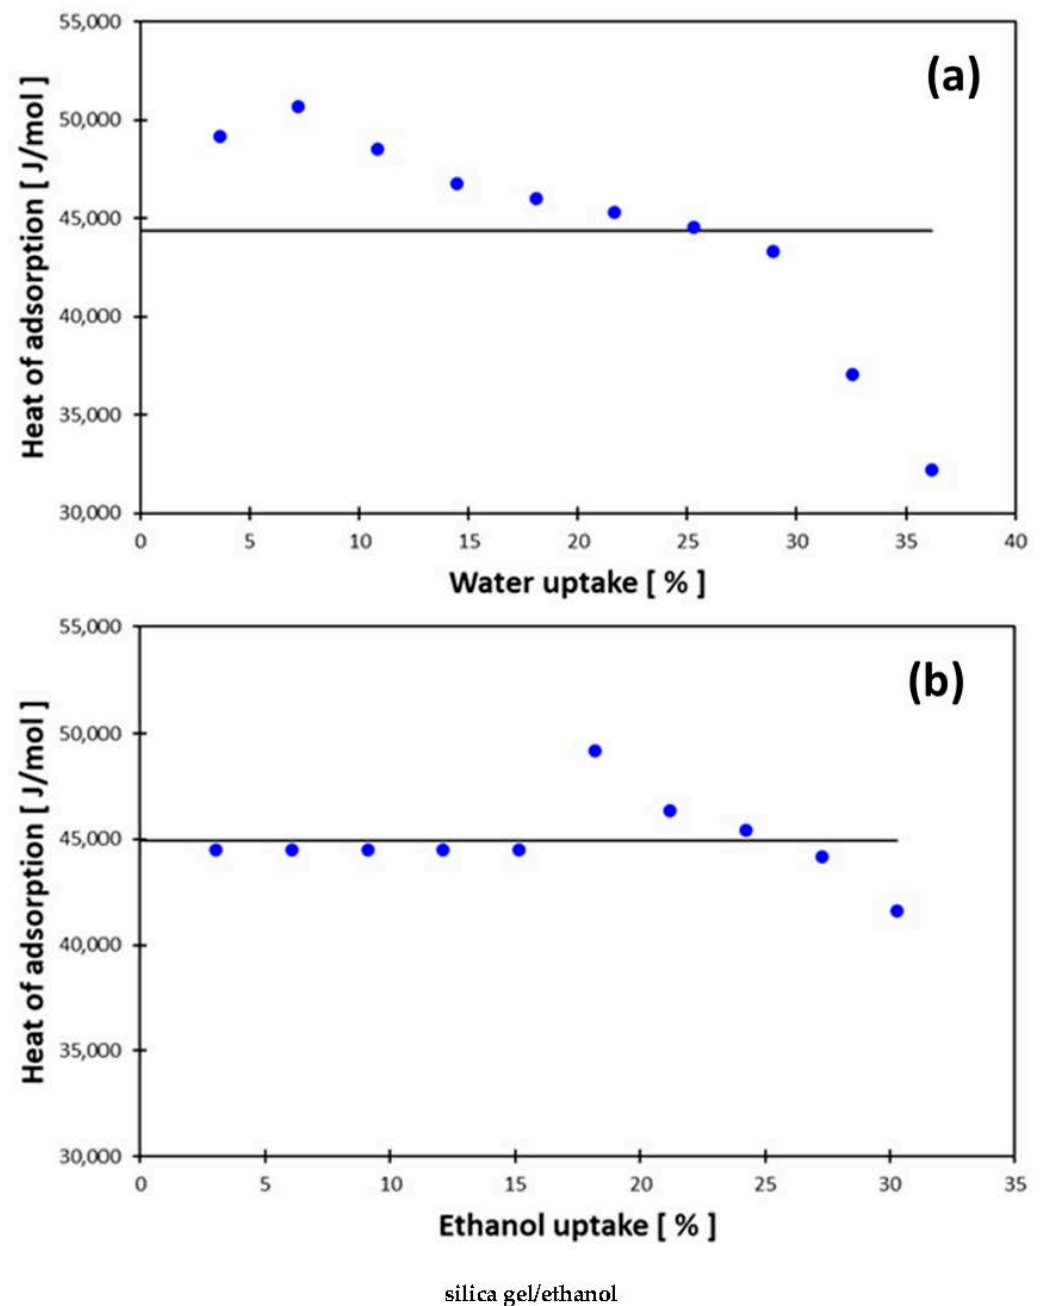 55,000
(a)
50,000
45,000
40,000
35,000
30,000
Heat of adsorption [ J/mol ]
0 5 10 15 20 25 30 35 40
Water uptake [ % ]
55,000
(b)
50,000
45,000
40,000
35,000
30,000
Heat of adsorption [ J/mol ]
0 5 10 15 20 25 30 35
Ethanol uptake [ % ]
silica gel/ethanol